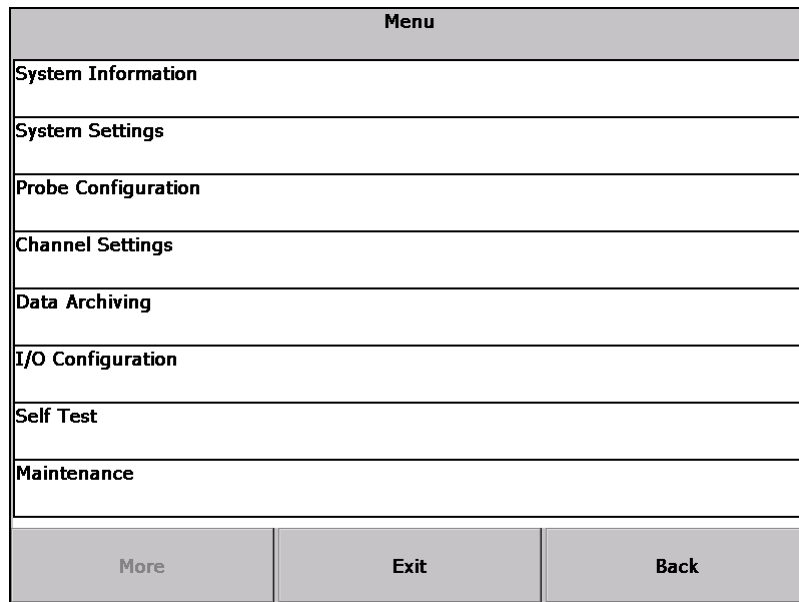 Menu
System Information
System Settings
Probe Configuration
Channel Settings
Data Archiving
I/O Configuration
Self Test
Maintenance
More Exit Back